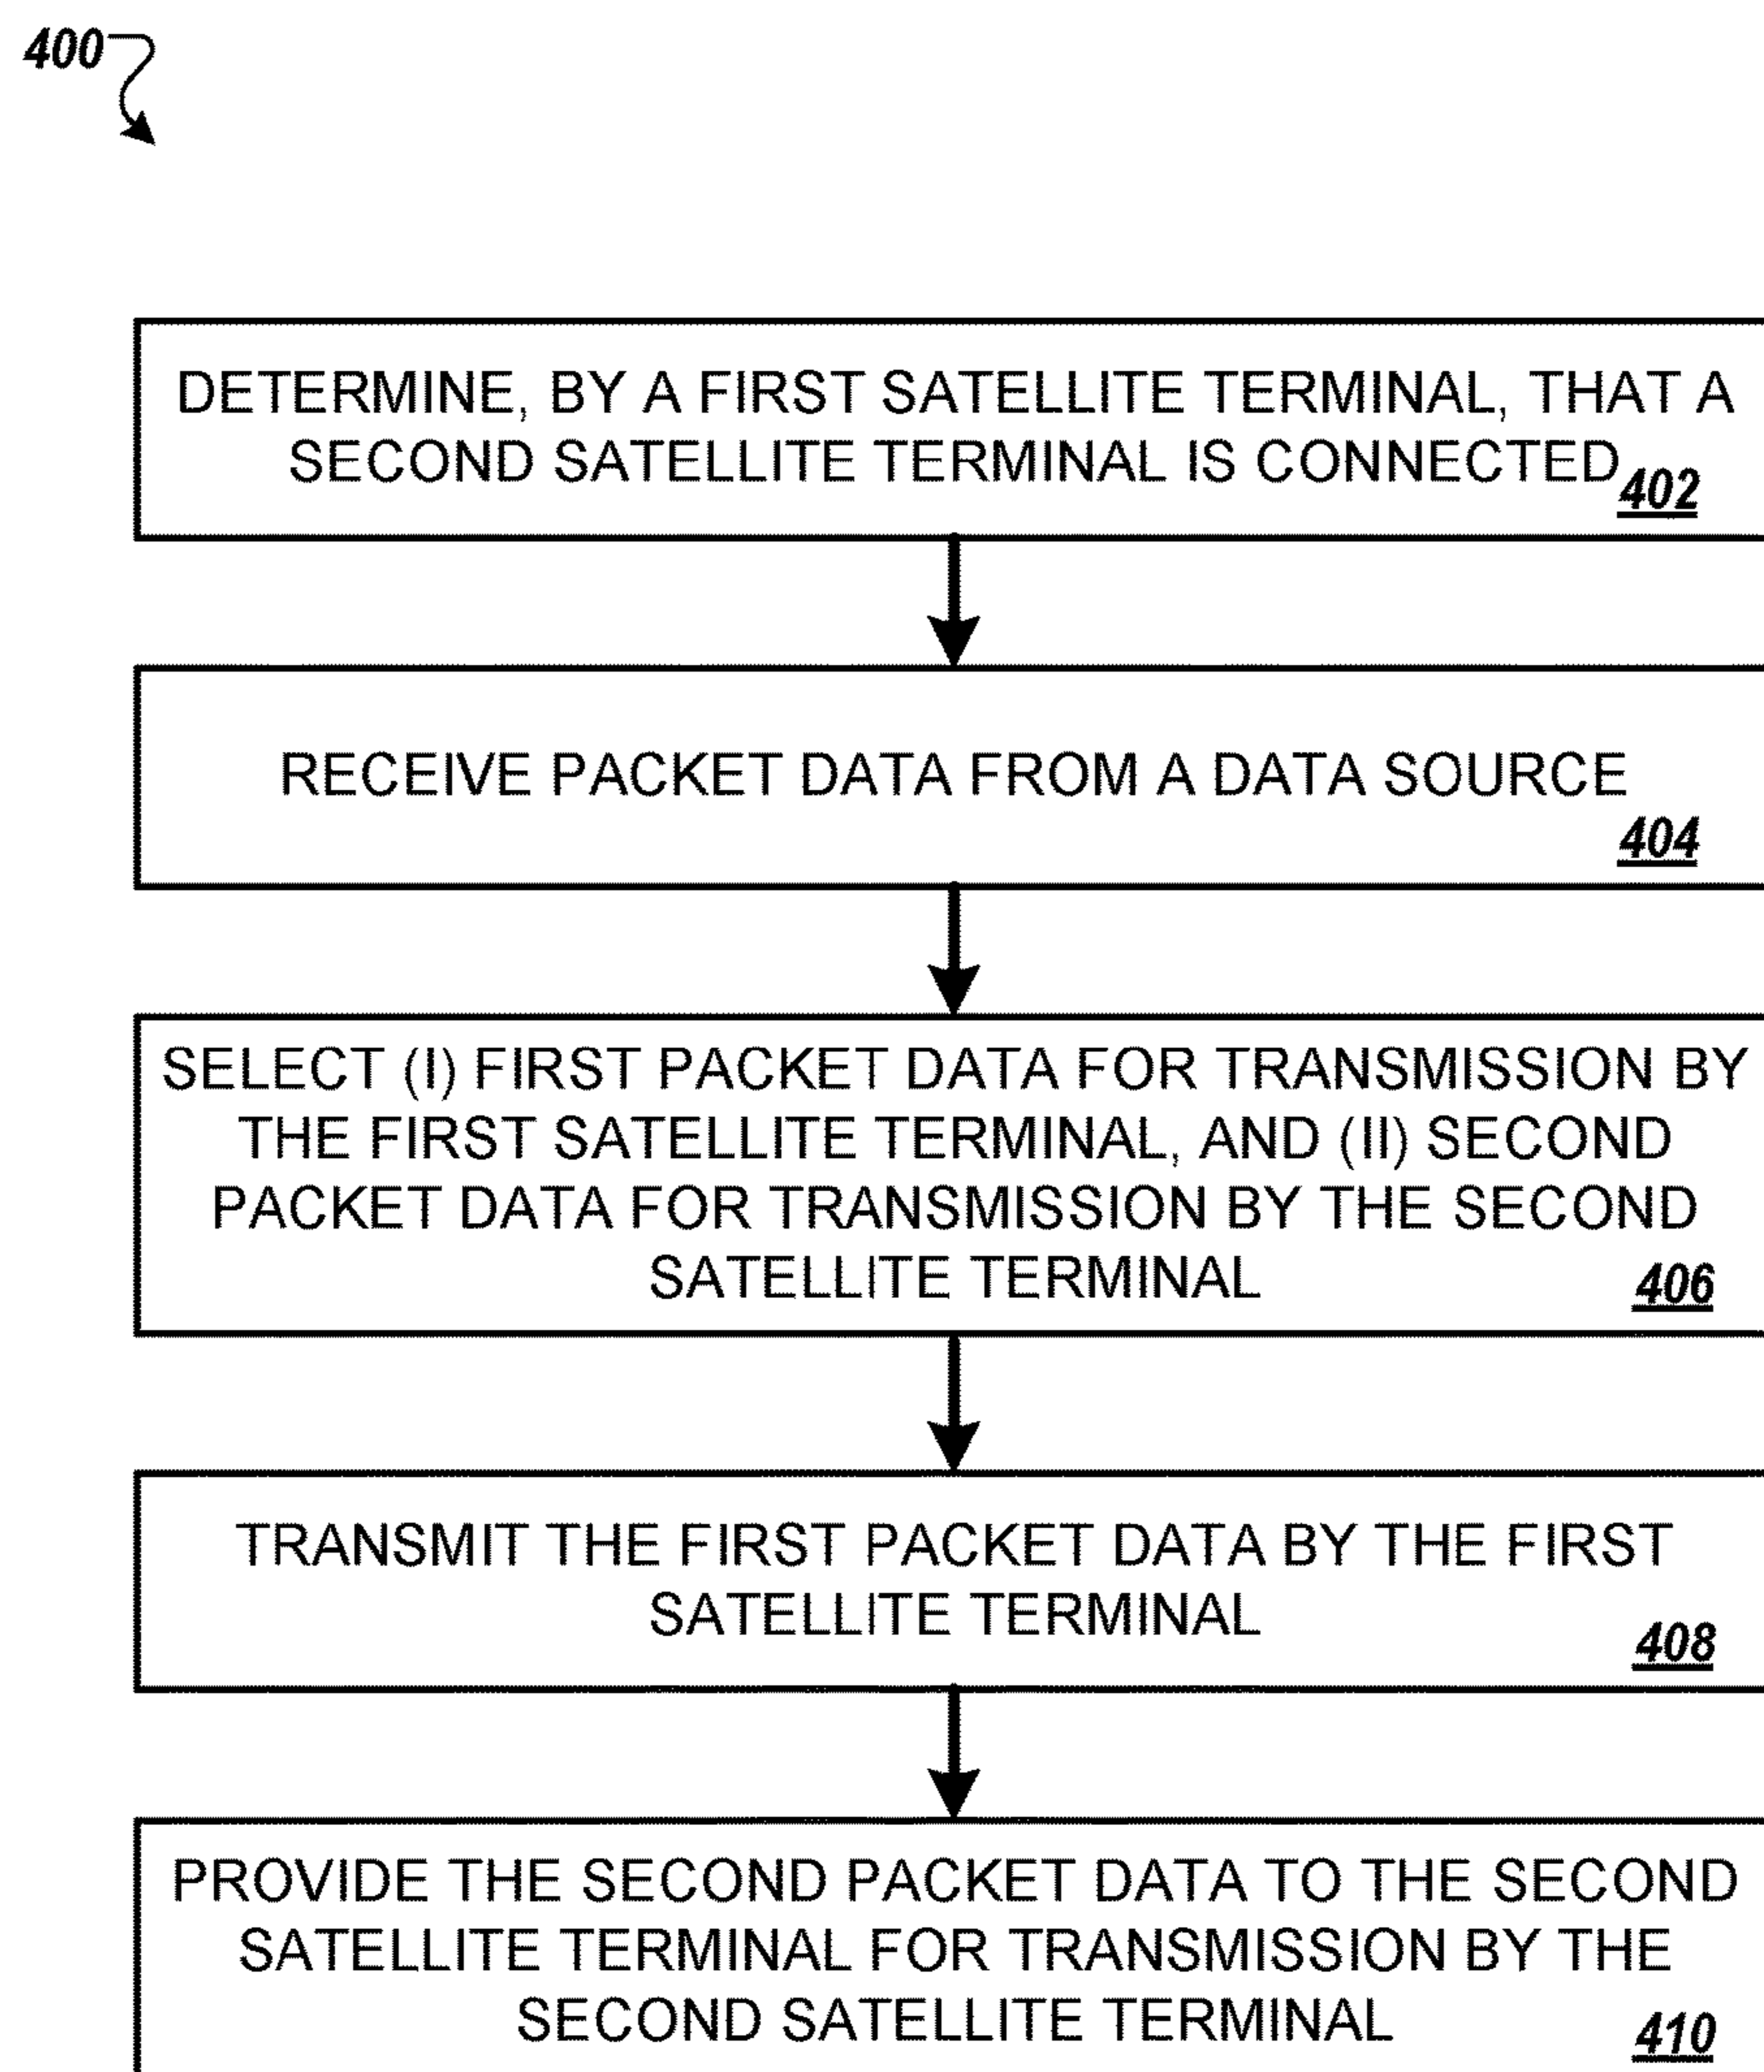 400
DETERMINE, BY A FIRST SATELLITE TERMINAL, THAT A
SECOND SATELLITE TERMINAL IS CONNECTED
402
RECEIVE PACKET DATA FROM A DATA SOURCE
404
SELECT (I) FIRST PACKET DATA FOR TRANSMISSION BY
THE FIRST SATELLITE TERMINAL, AND (II) SECOND
PACKET DATA FOR TRANSMISSION BY THE SECOND
SATELLITE TERMINAL
406
TRANSMIT THE FIRST PACKET DATA BY THE FIRST
SATELLITE TERMINAL
408
PROVIDE THE SECOND PACKET DATA TO THE SECOND
SATELLITE TERMINAL FOR TRANSMISSION BY THE
SECOND SATELLITE TERMINAL
410